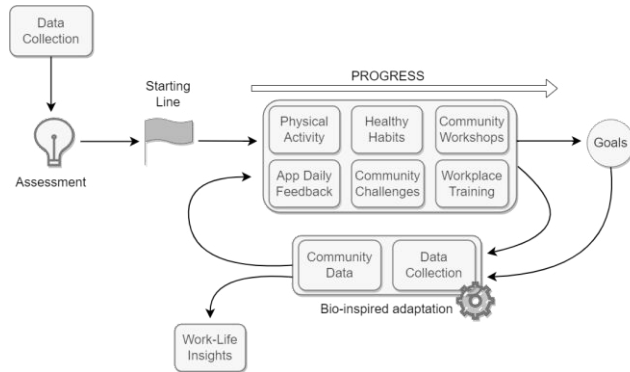 Data
Collection
Assessment
Starting
Line
PROGRESS
Physical
Activity
Healthy
Habits
Community
Workshops
App Daily
Feedback
Community
Challenges
Workplace
Training
Goals
Community
Data
Data
Collection
Bio-inspired adaptation
Work-Life
Insights